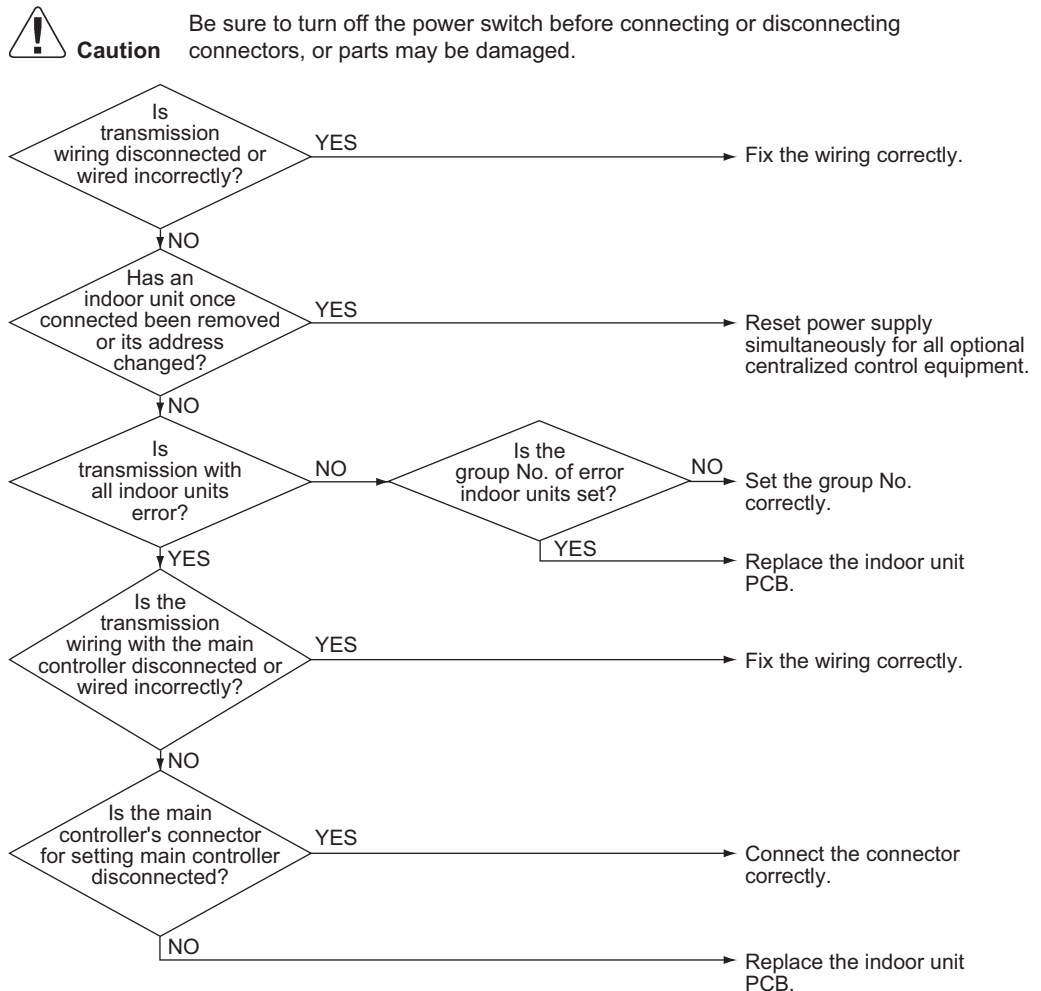 Be sure to turn off the power switch before connecting or disconnecting
Caution connectors, or parts may be damaged.
Is
transmission
wiring disconnected or
wired incorrectly?
YES
Fix the wiring correctly.
NO
Has an
indoor unit once
connected been removed
or its address
changed?
YES
Reset power supply
simultaneously for all optional
centralized control equipment.
NO
Is
transmission with
all indoor units
error?
NO
Is the
group No. of error
indoor units set?
NO
Set the group No.
correctly.
YES
Replace the indoor unit
PCB.
YES
Is the
transmission
wiring with the main
controller disconnected or
wired incorrectly?
YES
Fix the wiring correctly.
NO
Is the main
controller's connector
for setting main controller
disconnected?
YES
Connect the connector
correctly.
NO
Replace the indoor unit
PCB.